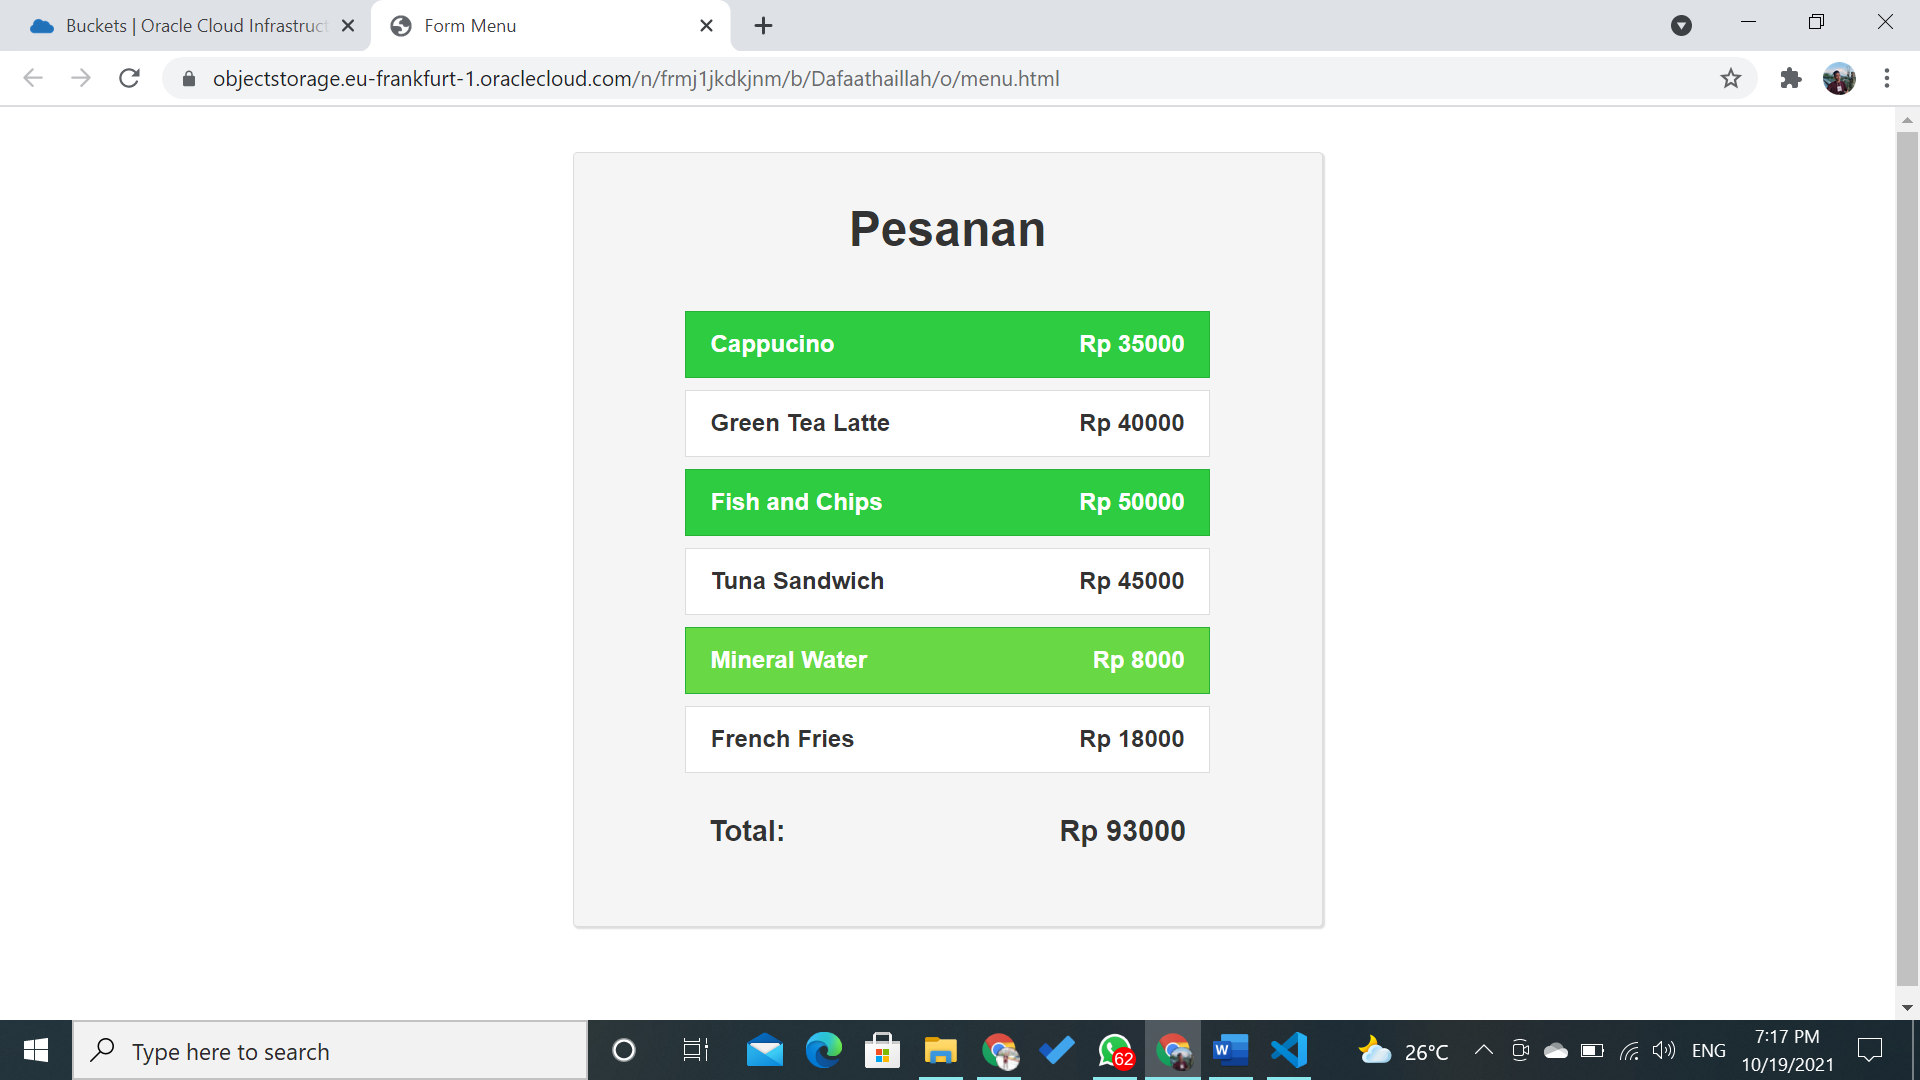 Buckets | Oracle Cloud Infrastruct
Form Menu
objectstorage.eu-frankfurt-1.oraclecloud.com/n/frmj1jkdkjnm/b/Dafaathaillah/o/menu.html
Pesanan
Cappucino Rp 35000
Green Tea Latte Rp 40000
Fish and Chips Rp 50000
Tuna Sandwich Rp 45000
Mineral Water Rp 8000
French Fries Rp 18000
Total: Rp 93000
Type here to search
W
62
26°C
ENG
7:17 PM
10/19/2021